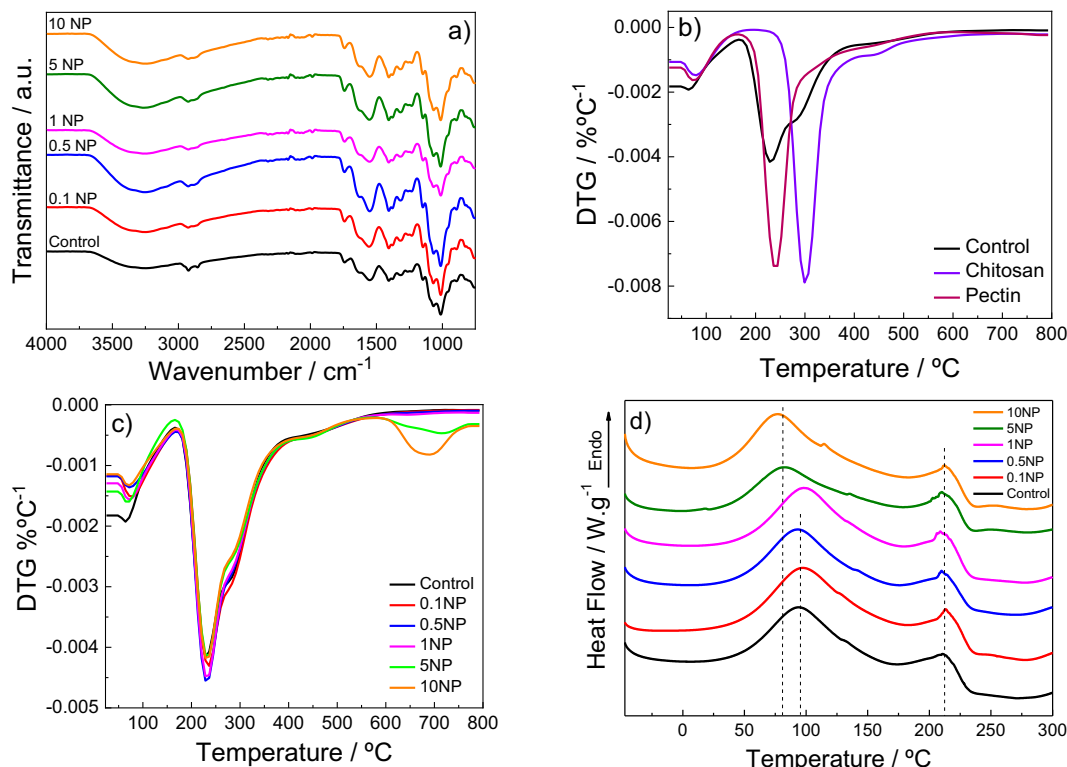 a)
10 NP
5 NP
1 NP
0.5 NP
0.1 NP
Control
Transmittance / a.u.
4000 3500 3000 2500 2000 1500 1000
Wavenumber / cm⁻¹
b)
0.000
-0.002
-0.004
-0.006
-0.008
DTG / %ºC⁻¹
Control
Chitosan
Pectin
100 200 300 400 500 600 700 800
Temperature / ºC
c)
0.000
-0.001
-0.002
-0.003
-0.004
-0.005
DTG %ºC⁻¹
Control
0.1NP
0.5NP
1NP
5NP
10NP
100 200 300 400 500 600 700 800
Temperature / ºC
d)
Heat Flow / W.g⁻¹
Endo
10NP
5NP
1NP
0.5NP
0.1NP
Control
0 50 100 150 200 250 300
Temperature / ºC